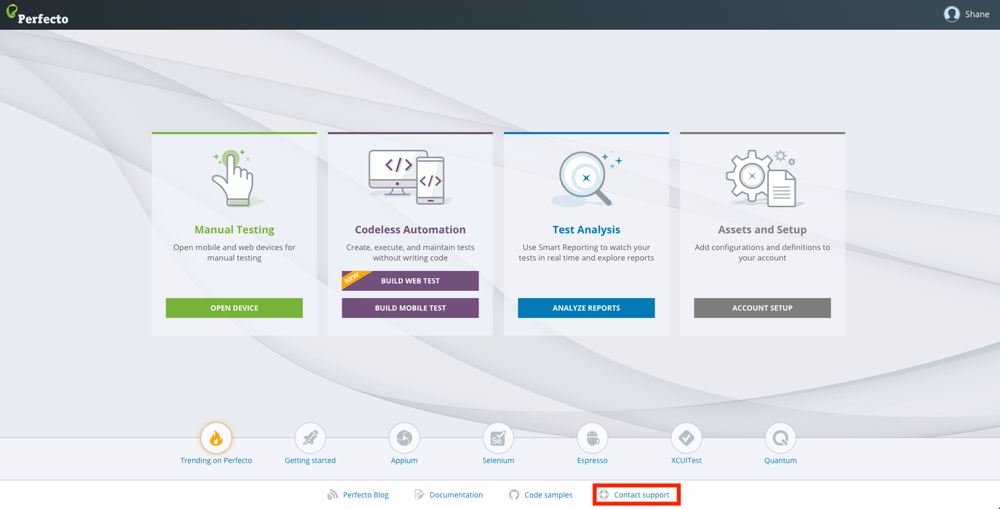 Perfecto
Shane
Manual Testing
Open mobile and web devices for
manual testing
OPEN DEVICE
Codeless Automation
Create, execute, and maintain tests
without writing code
NEW
BUILD WEB TEST
BUILD MOBILE TEST
Test Analysis
Use Smart Reporting to watch your
tests in real time and explore reports
ANALYZE REPORTS
Assets and Setup
Add configurations and definitions to
your account
ACCOUNT SETUP
Se
Trending on Perfecto
Getting started
Appium
Selenium
Espresso
XCUITest
Quantum
Perfecto Blog
Documentation
Code samples
Contact support